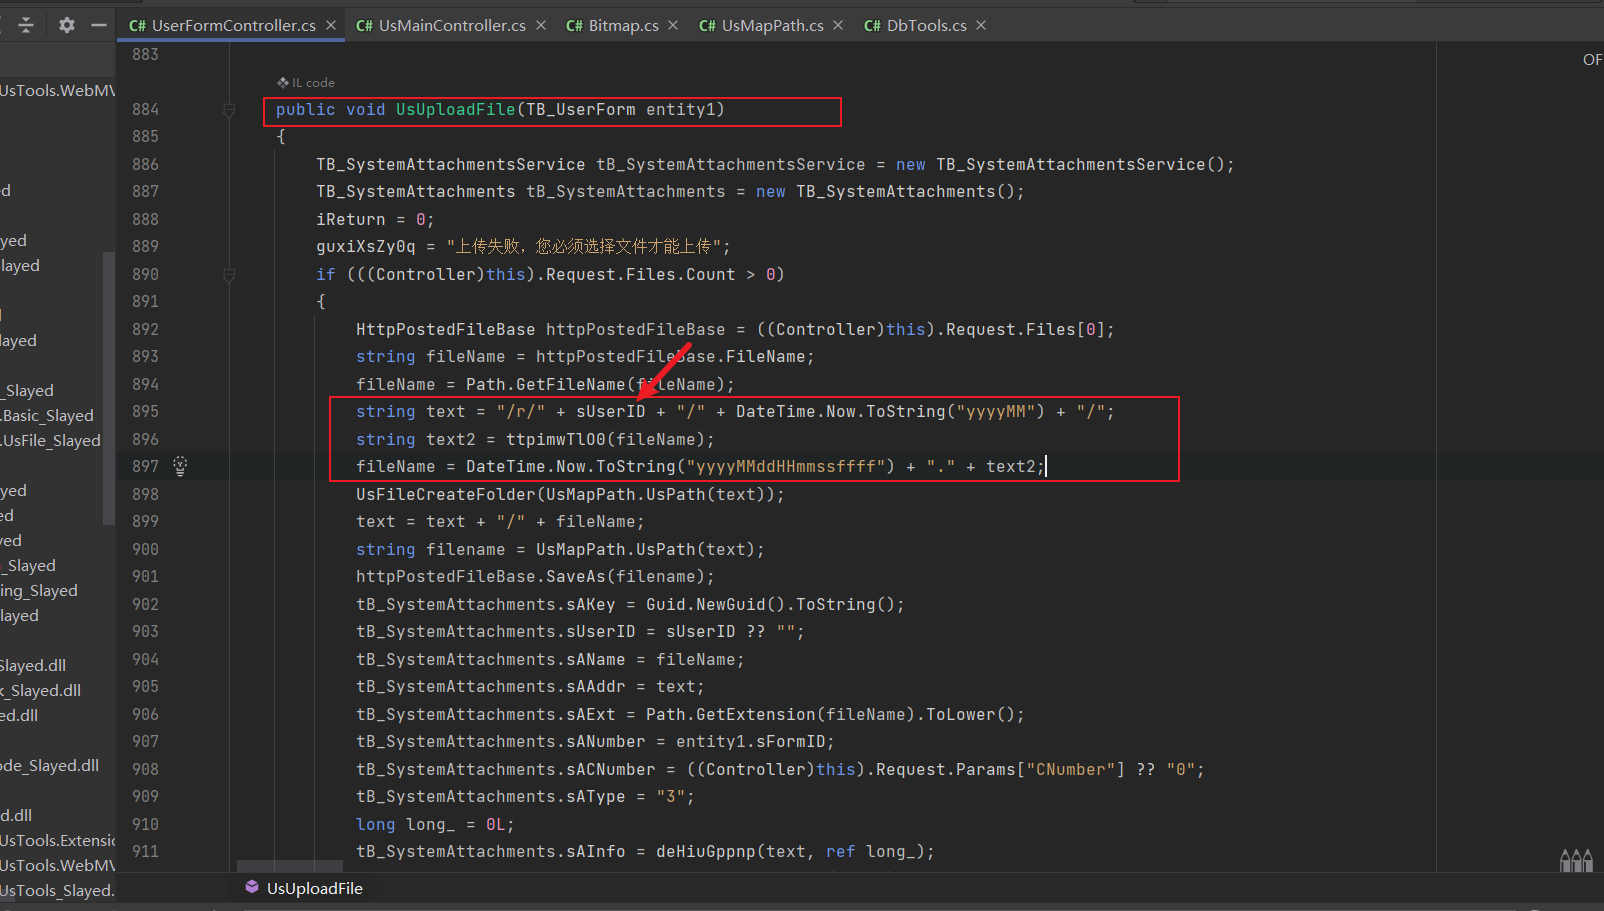 UserFormController.cs
UsMainController.cs
Bitmap.cs
UsMapPath.cs
DbTools.cs
OF
UsTools.WebMV
yed
layed
layed
_Slayed
.Basic_Slayed
.UsFile_Slayed
yed
ed
yed
_Slayed
ing_Slayed
layed
Slayed.dll
k_Slayed.dll
ed.dll
ode_Slayed.dll
d.dll
UsTools.Extensio
UsTools.WebMV
UsTools_Slayed.
883
IL code
884 public void UsUploadFile(TB_UserForm entity1)
885 {
886 TB_SystemAttachmentsService tB_SystemAttachmentsService = new TB_SystemAttachmentsService();
887 TB_SystemAttachments tB_SystemAttachments = new TB_SystemAttachments();
888 iReturn = 0;
889 guxiXsZy0q = "上传失败，您必须选择文件才能上传";
890 if (((Controller)this).Request.Files.Count > 0)
891 {
892 HttpPostedFileBase httpPostedFileBase = ((Controller)this).Request.Files[0];
893 string fileName = httpPostedFileBase.FileName;
894 fileName = Path.GetFileName(fileName);
895 string text = "/r/" + sUserID + "/" + DateTime.Now.ToString("yyyyMM") + "/";
896 string text2 = ttpimwTlO0(fileName);
897 fileName = DateTime.Now.ToString("yyyyMMddHHmmssffff") + "." + text2;
898 UsFileCreateFolder(UsMapPath.UsPath(text));
899 text = text + "/" + fileName;
900 string filename = UsMapPath.UsPath(text);
901 httpPostedFileBase.SaveAs(filename);
902 tB_SystemAttachments.sAKey = Guid.NewGuid().ToString();
903 tB_SystemAttachments.sUserID = sUserID ?? "";
904 tB_SystemAttachments.sAName = fileName;
905 tB_SystemAttachments.sAAddr = text;
906 tB_SystemAttachments.sAExt = Path.GetExtension(fileName).ToLower();
907 tB_SystemAttachments.sANumber = entity1.sFormID;
908 tB_SystemAttachments.sACNumber = ((Controller)this).Request.Params["CNumber"] ?? "0";
909 tB_SystemAttachments.sAType = "3";
910 long long_ = 0L;
911 tB_SystemAttachments.sAInfo = deHiuGppnp(text, ref long_);
UsUploadFile